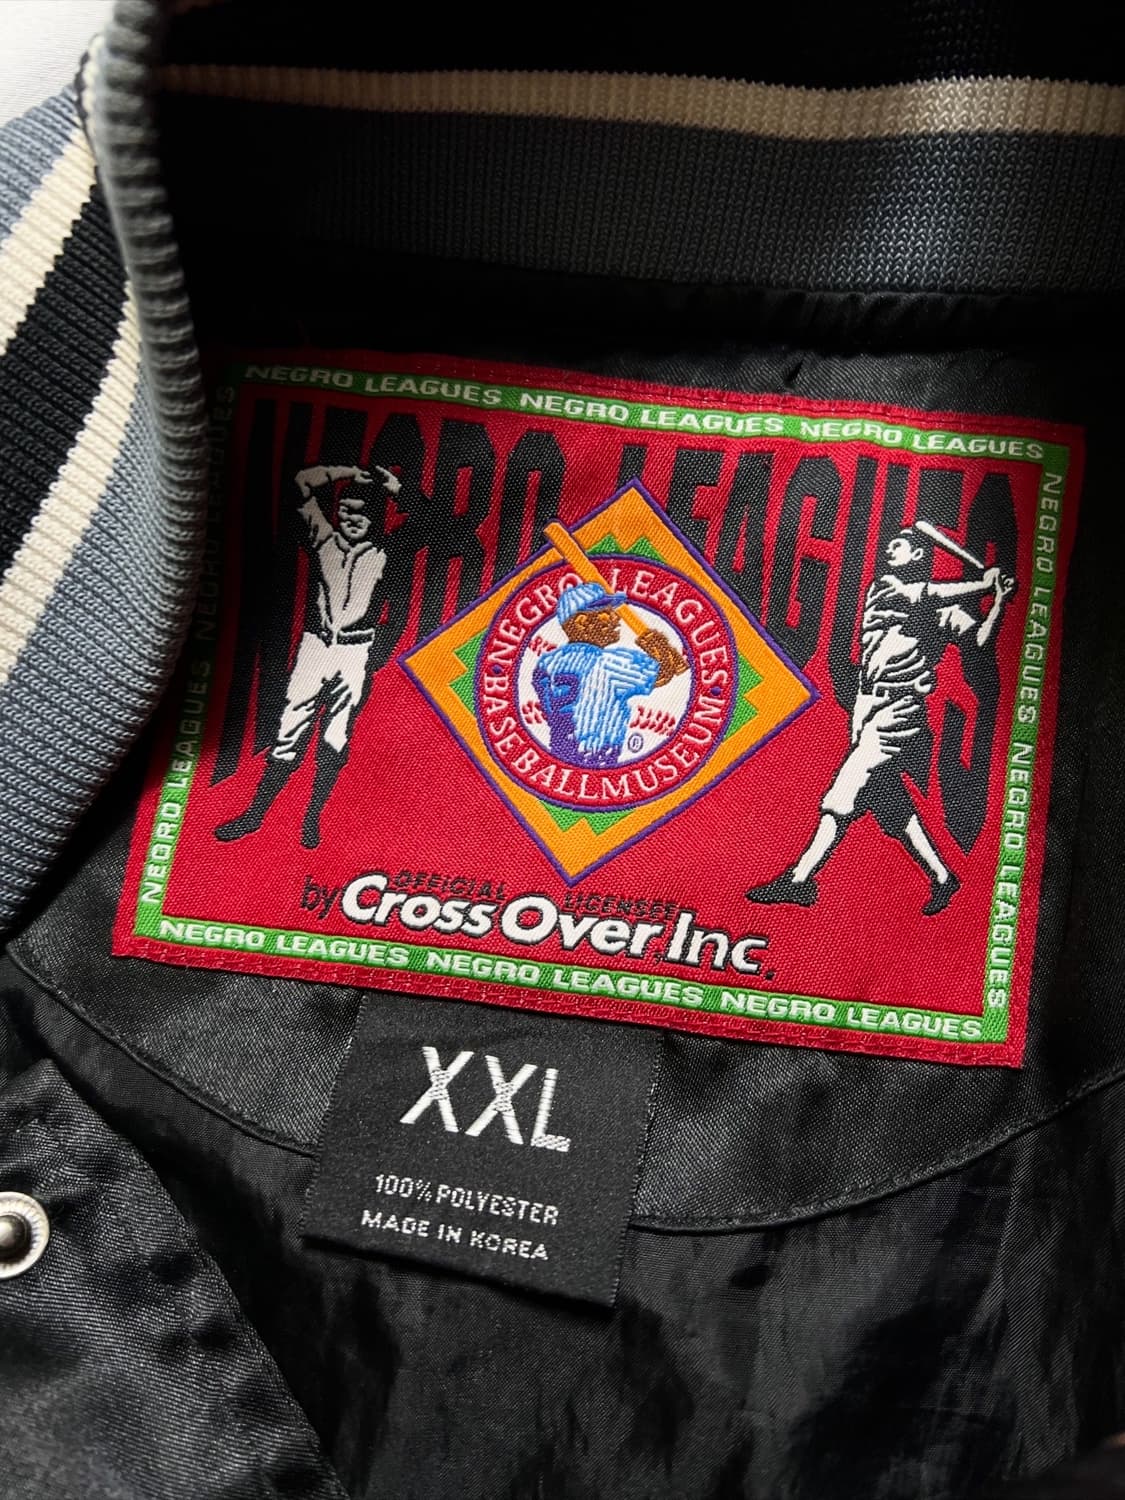 NEGRO LEAGUES NEGRO LEAGUES NEGRO LEAGUES
NEGRO LEAGUES NEGRO LEAGUES
NEGRO LEAGUES
NEGRO LEAGUES·
·BASEBALL MUSEUM·
®
NEGRO LEAGUES NEGRO LEAGUES
OFFICIAL LICENSEE
by Cross Over, Inc.
NEGRO LEAGUES NEGRO LEAGUES NEGRO LEAGUES
XXL
100% POLYESTER
MADE IN KOREA